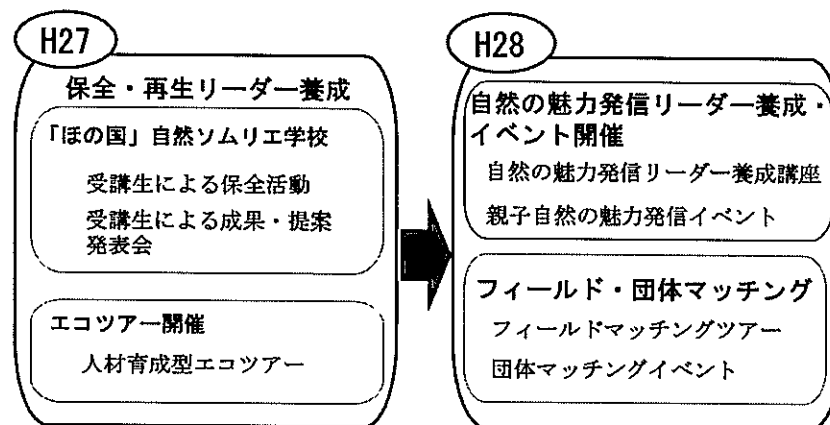 H27
保全・再生リーダー養成
「ほの国」自然ソムリエ学校
受講生による保全活動
受講生による成果・提案
発表会
エコツアー開催
人材育成型エコツアー
H28
自然の魅力発信リーダー養成・
イベント開催
自然の魅力発信リーダー養成講座
親子自然の魅力発信イベント
フィールド・団体マッチング
フィールドマッチングツアー
団体マッチングイベント